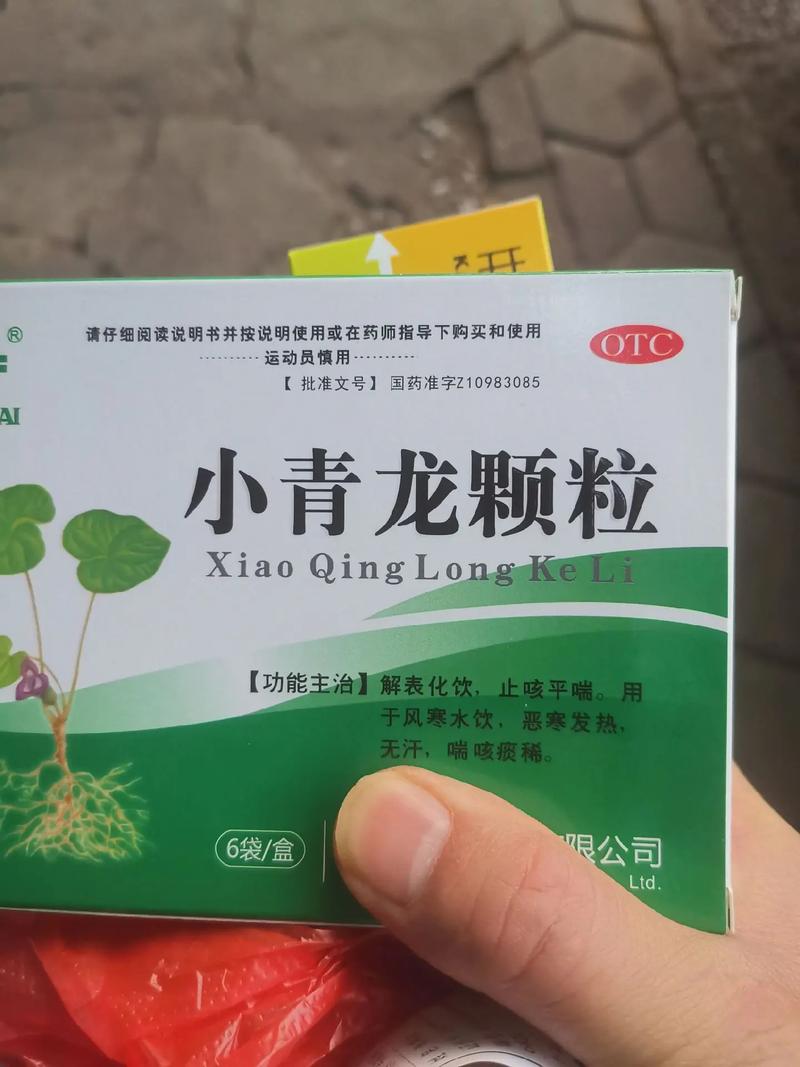 ®
AI
开
请仔细阅读说明书并按说明使用或在药师指导下购买和使用
运动员慎用
OTC
【 批准文号】 国药准字Z10983085
小青龙颗粒
Xiao Qing Long Ke Li
【功能主治】解表化饮，止咳平喘。用
于风寒水饮，恶寒发热，
无汗，喘咳痰稀。
6袋/盒
限公司
Ltd.